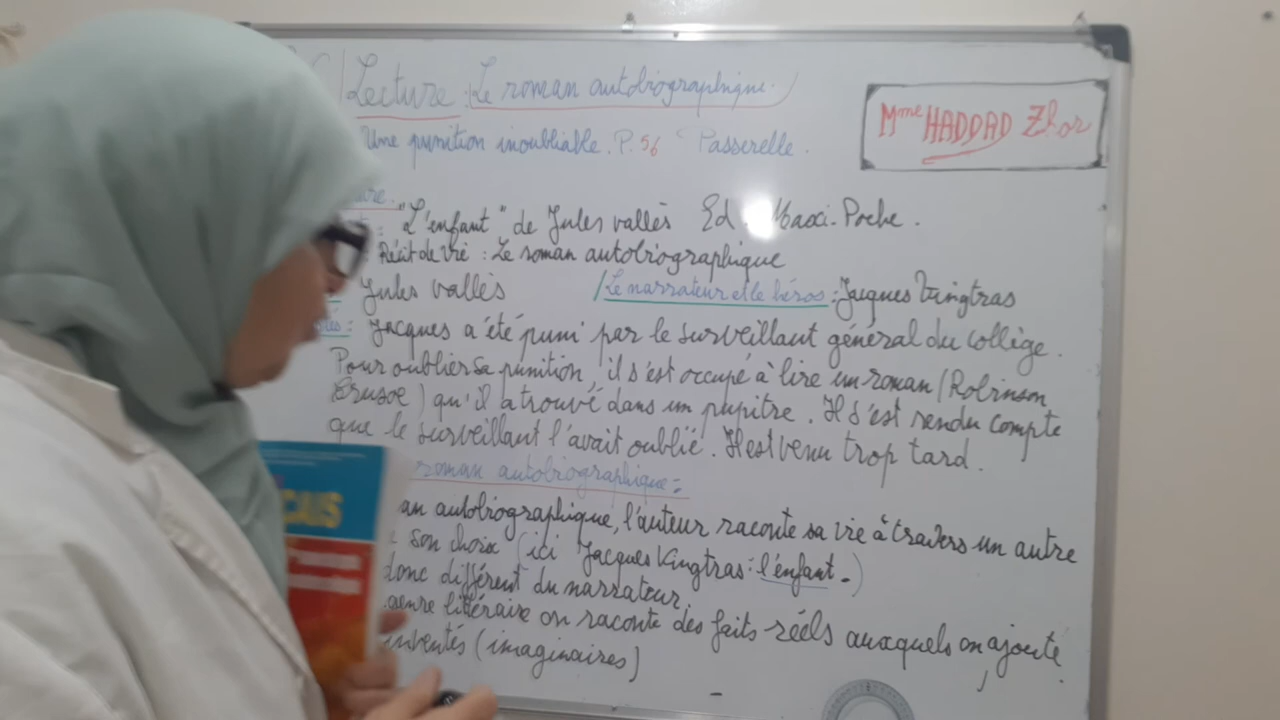 Lecture : Le roman autobiographique.
Mme HADDAD Zhor
Une punition inoubliable. P.56 Passerelle.
"L'enfant" de Jules vallès Ed. Maxi-Poche.
: Récit de vie : Le roman autobiographique
Jules vallès /Le narrateur et le héros : Jacques Vingtras
: Jacques a été puni par le surveillant général du collège.
Pour oublier sa punition, il s'est occupé à lire un roman (Robinson
Crusoé) qu'il a trouvé dans un pupitre. Il s'est rendu compte
que le surveillant l'avait oublié. Il est venu trop tard.
roman autobiographique :
autobiographique, l'auteur raconte sa vie à travers un autre
son choix (ici Jacques Vingtras : l'enfant.)
donc différent du narrateur,
genre littéraire on raconte des faits réels auxquels on ajoute
inventés (imaginaires)